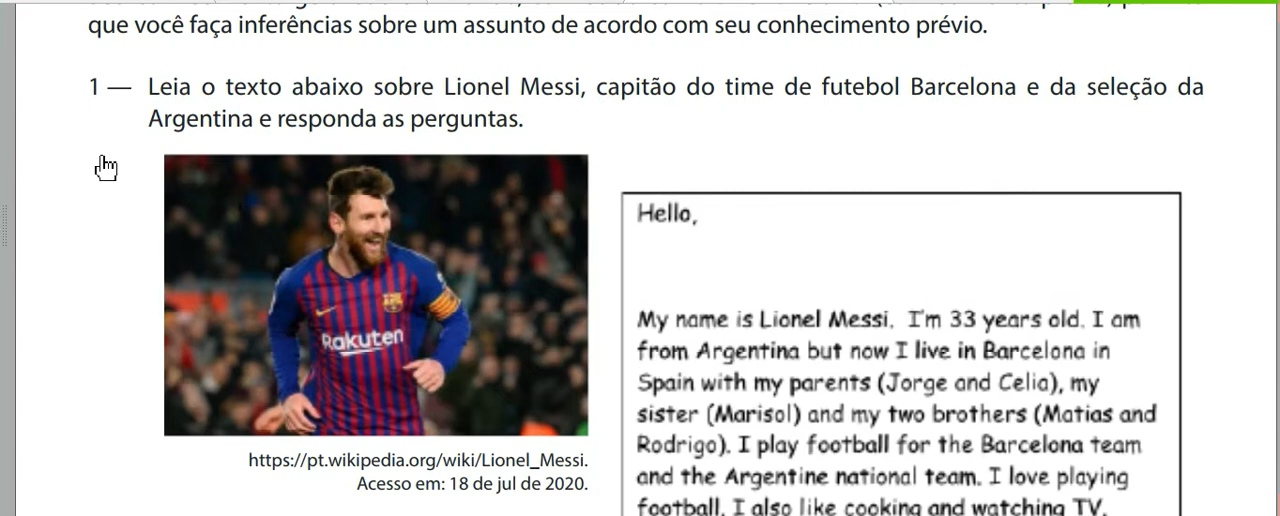 que você faça inferências sobre um assunto de acordo com seu conhecimento prévio.
1 — Leia o texto abaixo sobre Lionel Messi, capitão do time de futebol Barcelona e da seleção da
Argentina e responda as perguntas.
Rakuten
https://pt.wikipedia.org/wiki/Lionel_Messi.
Acesso em: 18 de jul de 2020.
Hello,
My name is Lionel Messi. I'm 33 years old. I am
from Argentina but now I live in Barcelona in
Spain with my parents (Jorge and Celia), my
sister (Marisol) and my two brothers (Matias and
Rodrigo). I play football for the Barcelona team
and the Argentine national team. I love playing
football. I also like cooking and watching TV.